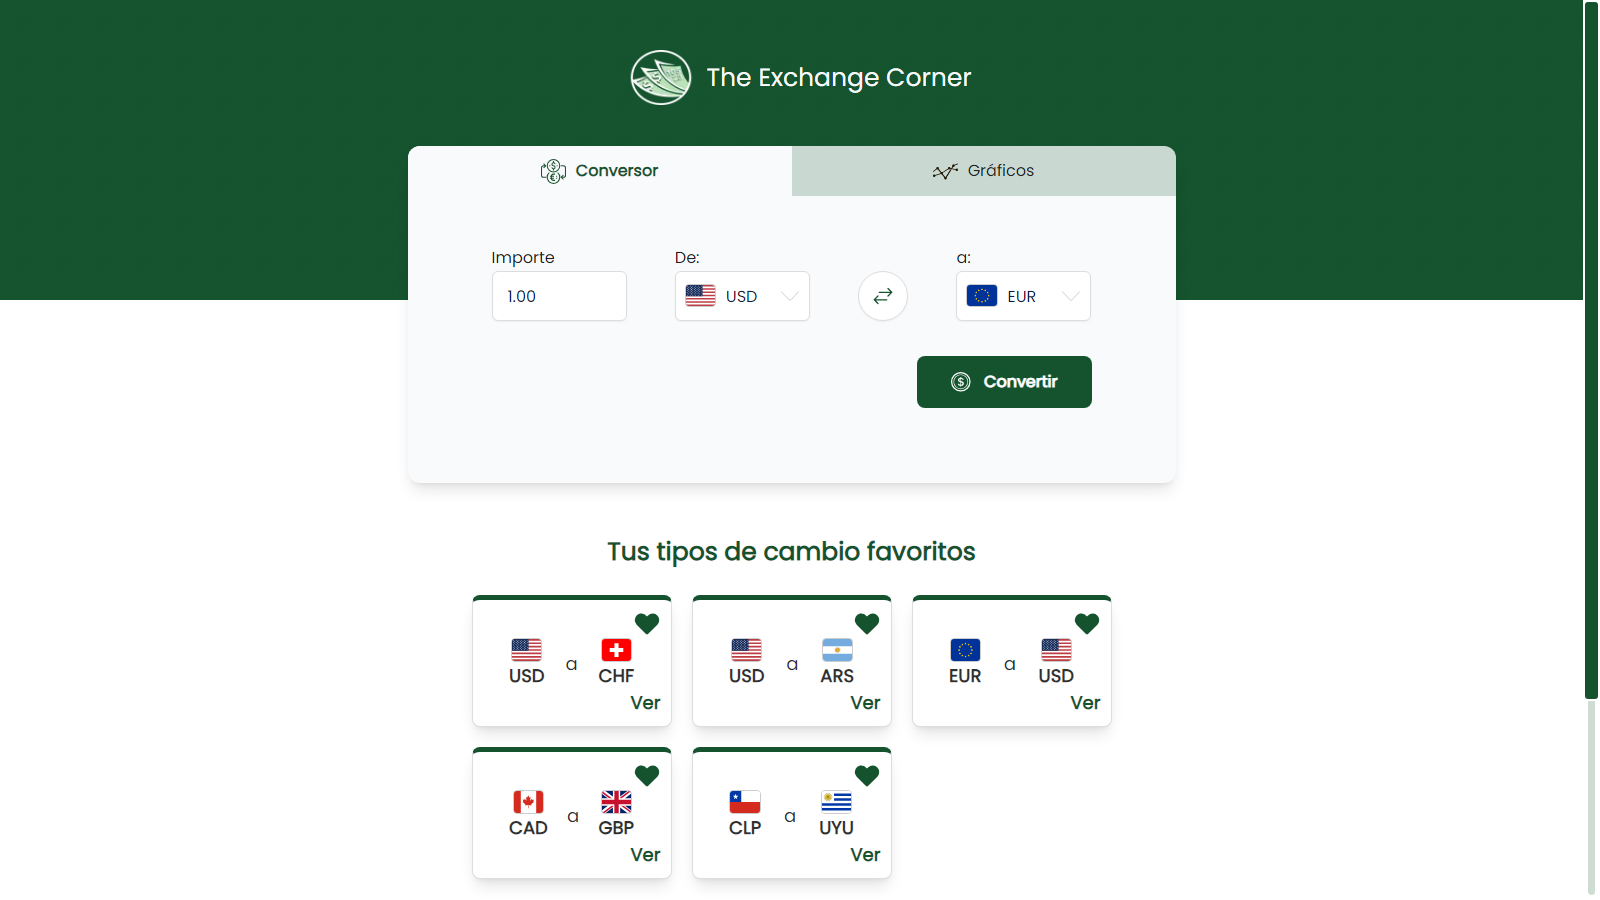 The Exchange Corner
Conversor
Gráficos
Importe
De:
a:
1.00
USD
EUR
Convertir
Tus tipos de cambio favoritos
USD a CHF
Ver
USD a ARS
Ver
EUR a USD
Ver
CAD a GBP
Ver
CLP a UYU
Ver